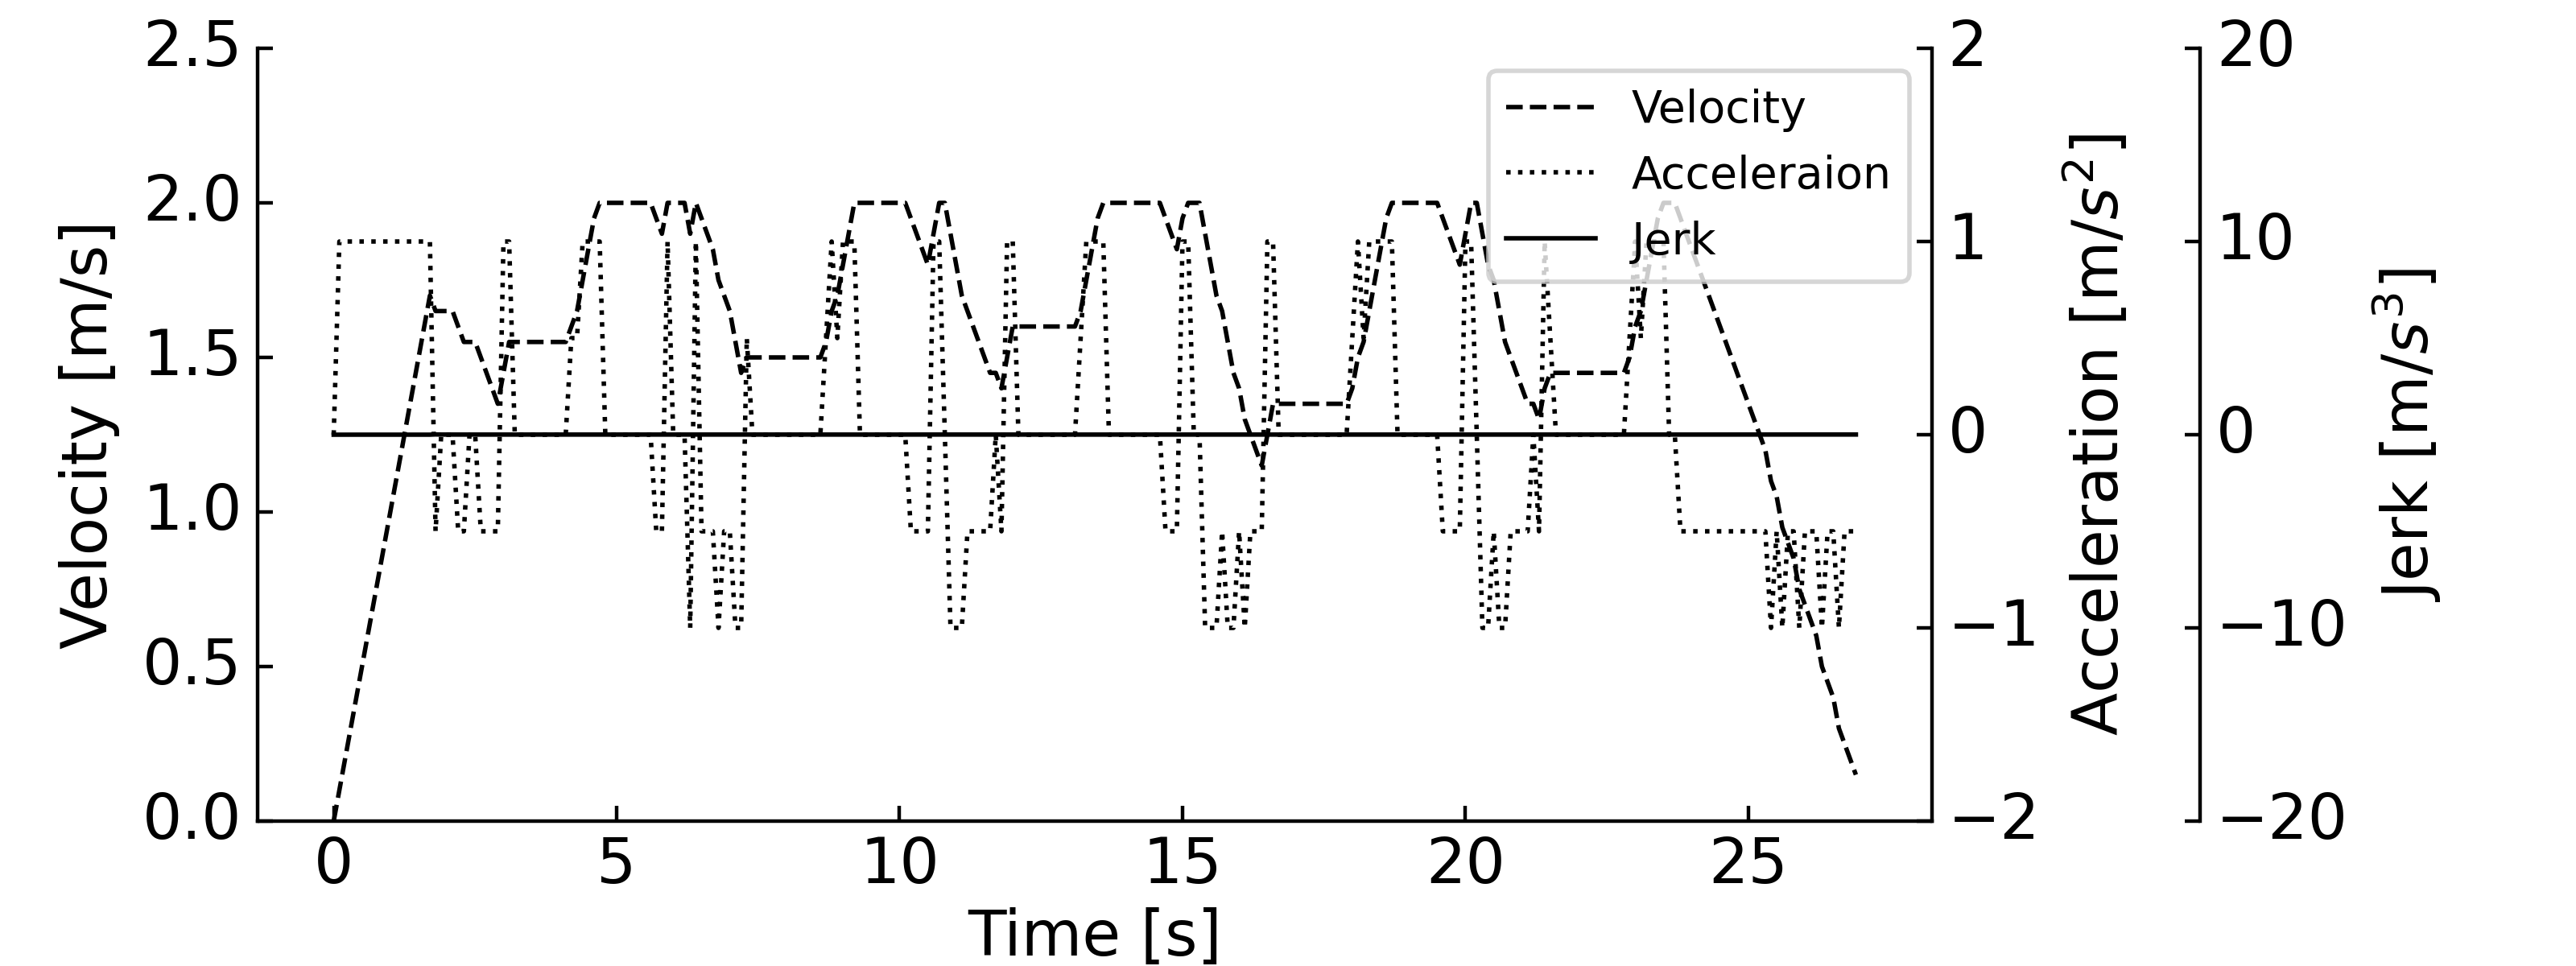 2.5
2.0
1.5
1.0
0.5
0.0
Velocity [m/s]
0 5 10 15 20 25
Time [s]
Velocity
Acceleraion
Jerk
2
1
0
−1
−2
Acceleration [m/s²]
20
10
0
−10
−20
Jerk [m/s³]